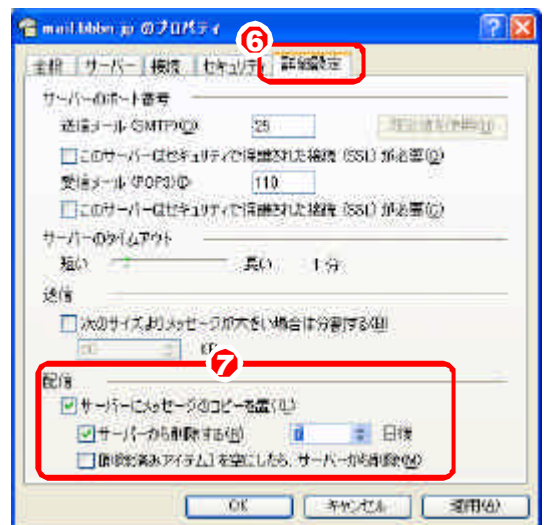 mail.bbbn.jp のプロパティ
6
全般 サーバー 接続 セキュリティ 詳細設定
サーバーのポート番号
送信メール (SMTP)(O) 25
このサーバーはセキュリティで保護された接続 (SSL) が必要(Q)
受信メール (POP3)(I) 110
このサーバーはセキュリティで保護された接続 (SSL) が必要(C)
サーバーのタイムアウト
短い 長い 1 分
送信
次のサイズよりメッセージが大きい場合は分割する(B)
KB
7
配信
サーバーにメッセージのコピーを置く(L)
サーバーから削除する(R) 日後
[削除済みアイテム] を空にしたら、サーバーから削除(M)
OK キャンセル 適用(A)